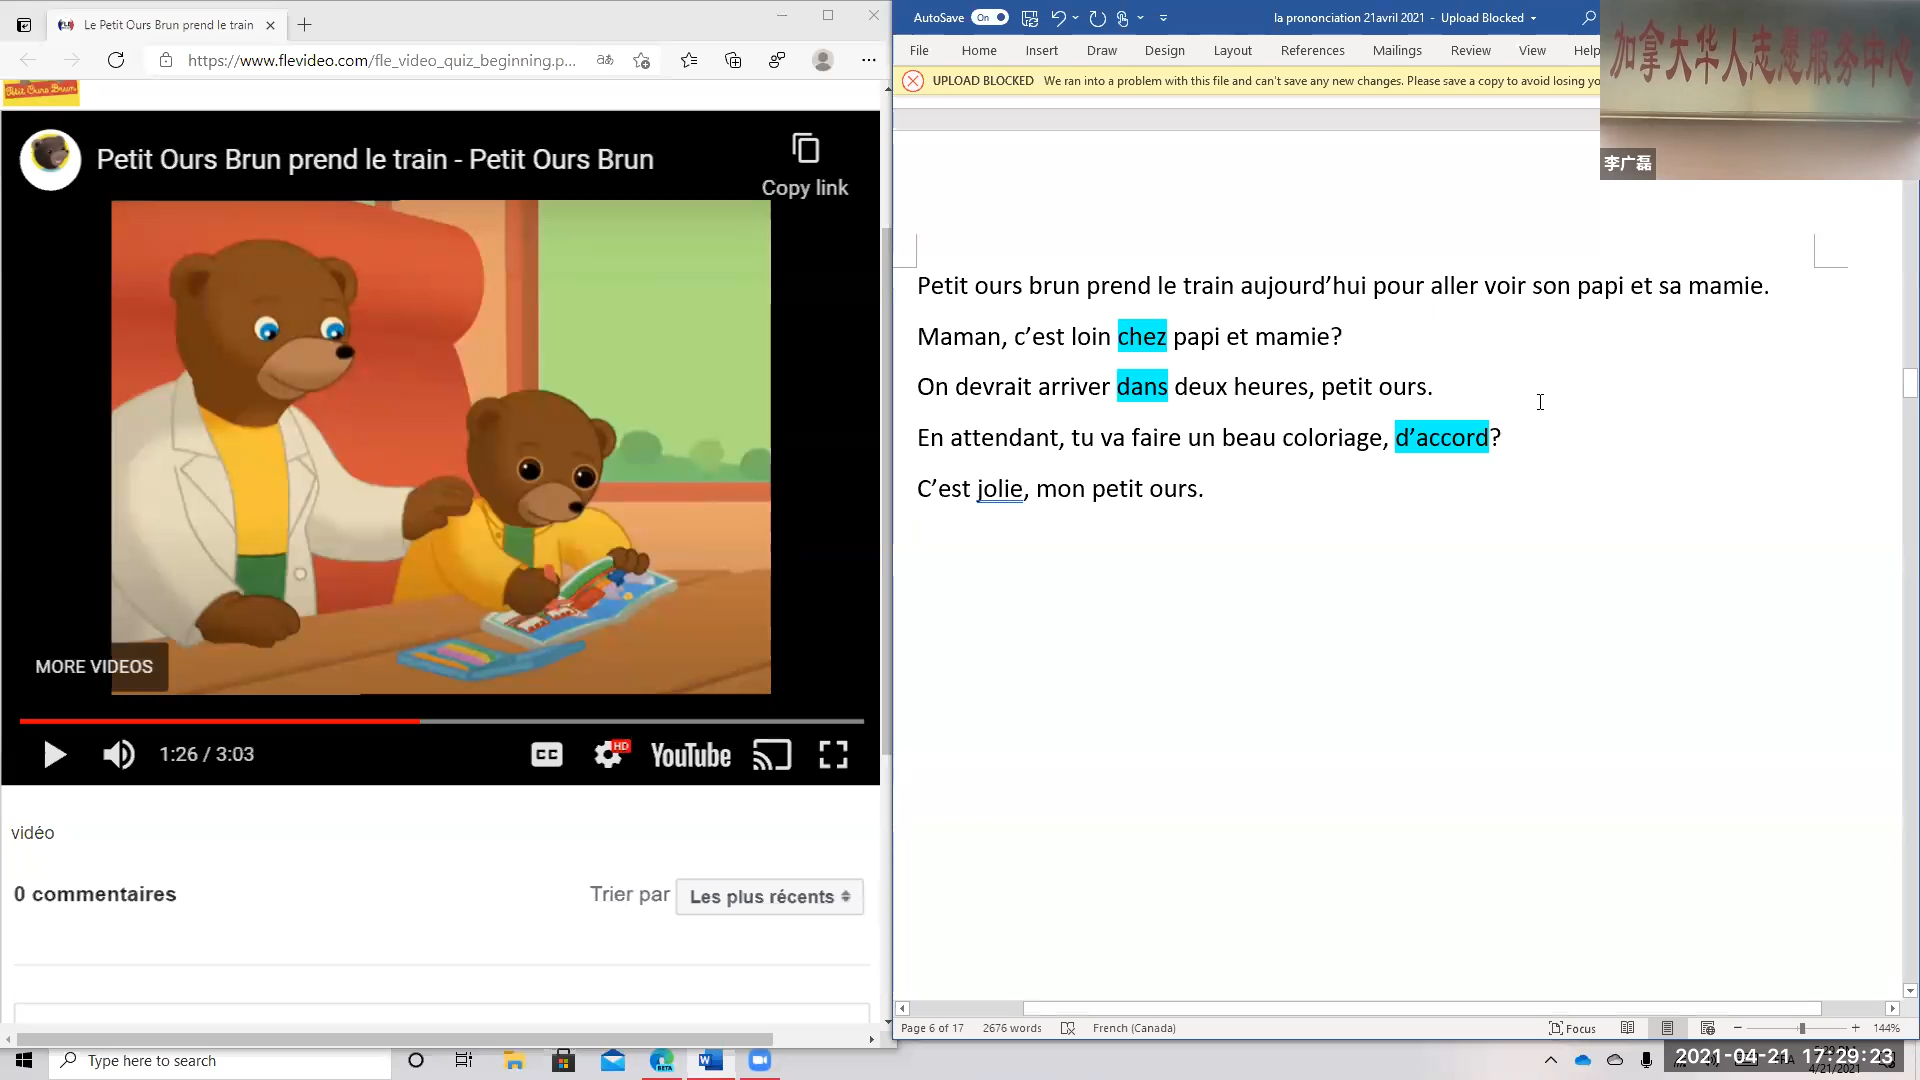 Le Petit Ours Brun prend le train
https://www.flevideo.com/fle_video_quiz_beginning.p...
Petit Ours Brun
Petit Ours Brun prend le train - Petit Ours Brun
Copy link
MORE VIDEOS
1:26 / 3:03
CC
HD
YouTube
vidéo
0 commentaires
Trier par
Les plus récents
AutoSave
On
la prononciation 21avril 2021 - Upload Blocked
File Home Insert Draw Design Layout References Mailings Review View Help
UPLOAD BLOCKED We ran into a problem with this file and can't save any new changes. Please save a copy to avoid losing yo
加拿大华人志愿服务中心
李广磊
Petit ours brun prend le train aujourd’hui pour aller voir son papi et sa mamie.
Maman, c’est loin chez papi et mamie?
On devrait arriver dans deux heures, petit ours.
En attendant, tu va faire un beau coloriage, d’accord?
C’est jolie, mon petit ours.
Page 6 of 17 2676 words French (Canada)
Focus
144%
Type here to search
BETA
2021-04-21 17:29:23
4/21/2021